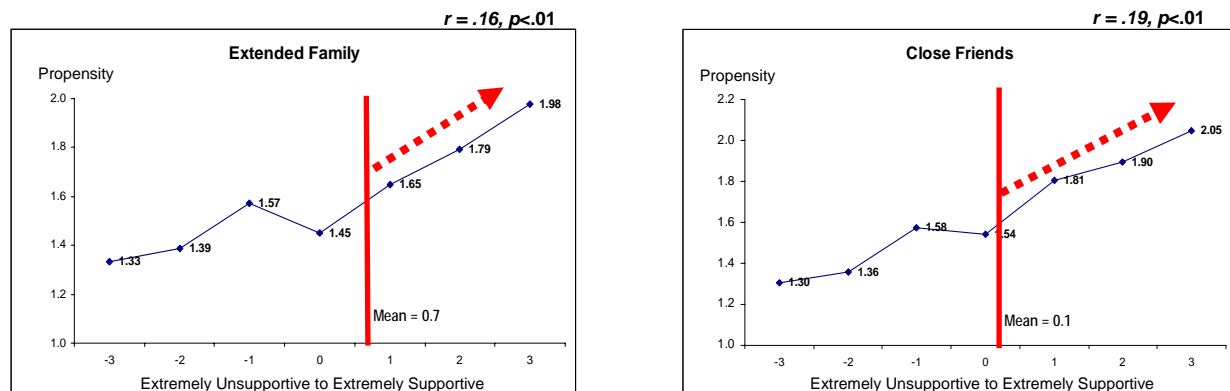 r = .16, p<.01
Extended Family
Propensity
2.0
1.8
1.6
1.4
1.2
1.0
1.33
1.39
1.57
1.45
1.65
1.79
1.98
Mean = 0.7
-3 -2 -1 0 1 2 3
Extremely Unsupportive to Extremely Supportive
r = .19, p<.01
Close Friends
Propensity
2.2
2.0
1.8
1.6
1.4
1.2
1.0
1.30
1.36
1.58
1.54
1.81
1.90
2.05
Mean = 0.1
-3 -2 -1 0 1 2 3
Extremely Unsupportive to Extremely Supportive